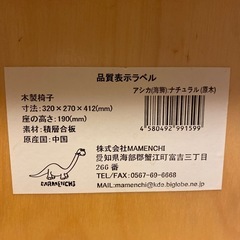 品質表示ラベル
木製椅子
寸法：320×270×412(mm)
座の高さ：190(mm)
素材：積層合板
原産国：中国
アシカ(海驢):ナチュラル(原木)
4580492991599
CARMENCHI
株式会社MAMENCHI
愛知県海部郡蟹江町富吉三丁目
266番
TEL/FAX:0567-69-6668
MAIL:mamenchi@kde.biglobe.ne.jp